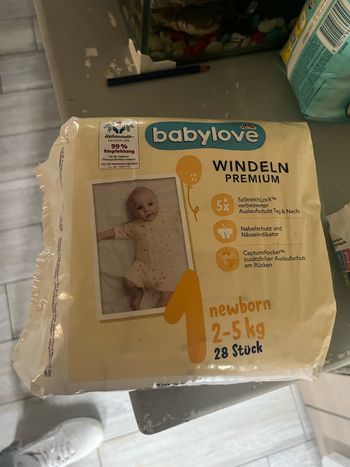 babylove
99 %
Empfehlung
WINDELN
PREMIUM
5x
5xStretchLock™
verbesserter
Auslaufschutz Tag & Nacht
Nabelschutz und
Nässeindikator
CapturePocket™
zusätzlicher Auslaufschutz
am Rücken
1
newborn
2-5 kg
28 Stück